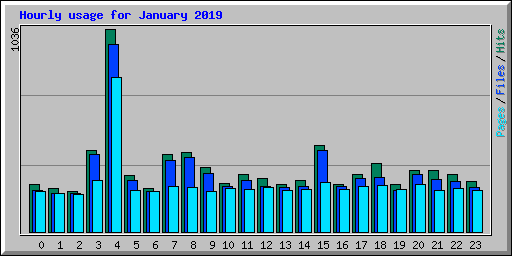 Hourly usage for January 2019
1036
Pages / Files / Hits
0 1 2 3 4 5 6 7 8 9 10 11 12 13 14 15 16 17 18 19 20 21 22 23